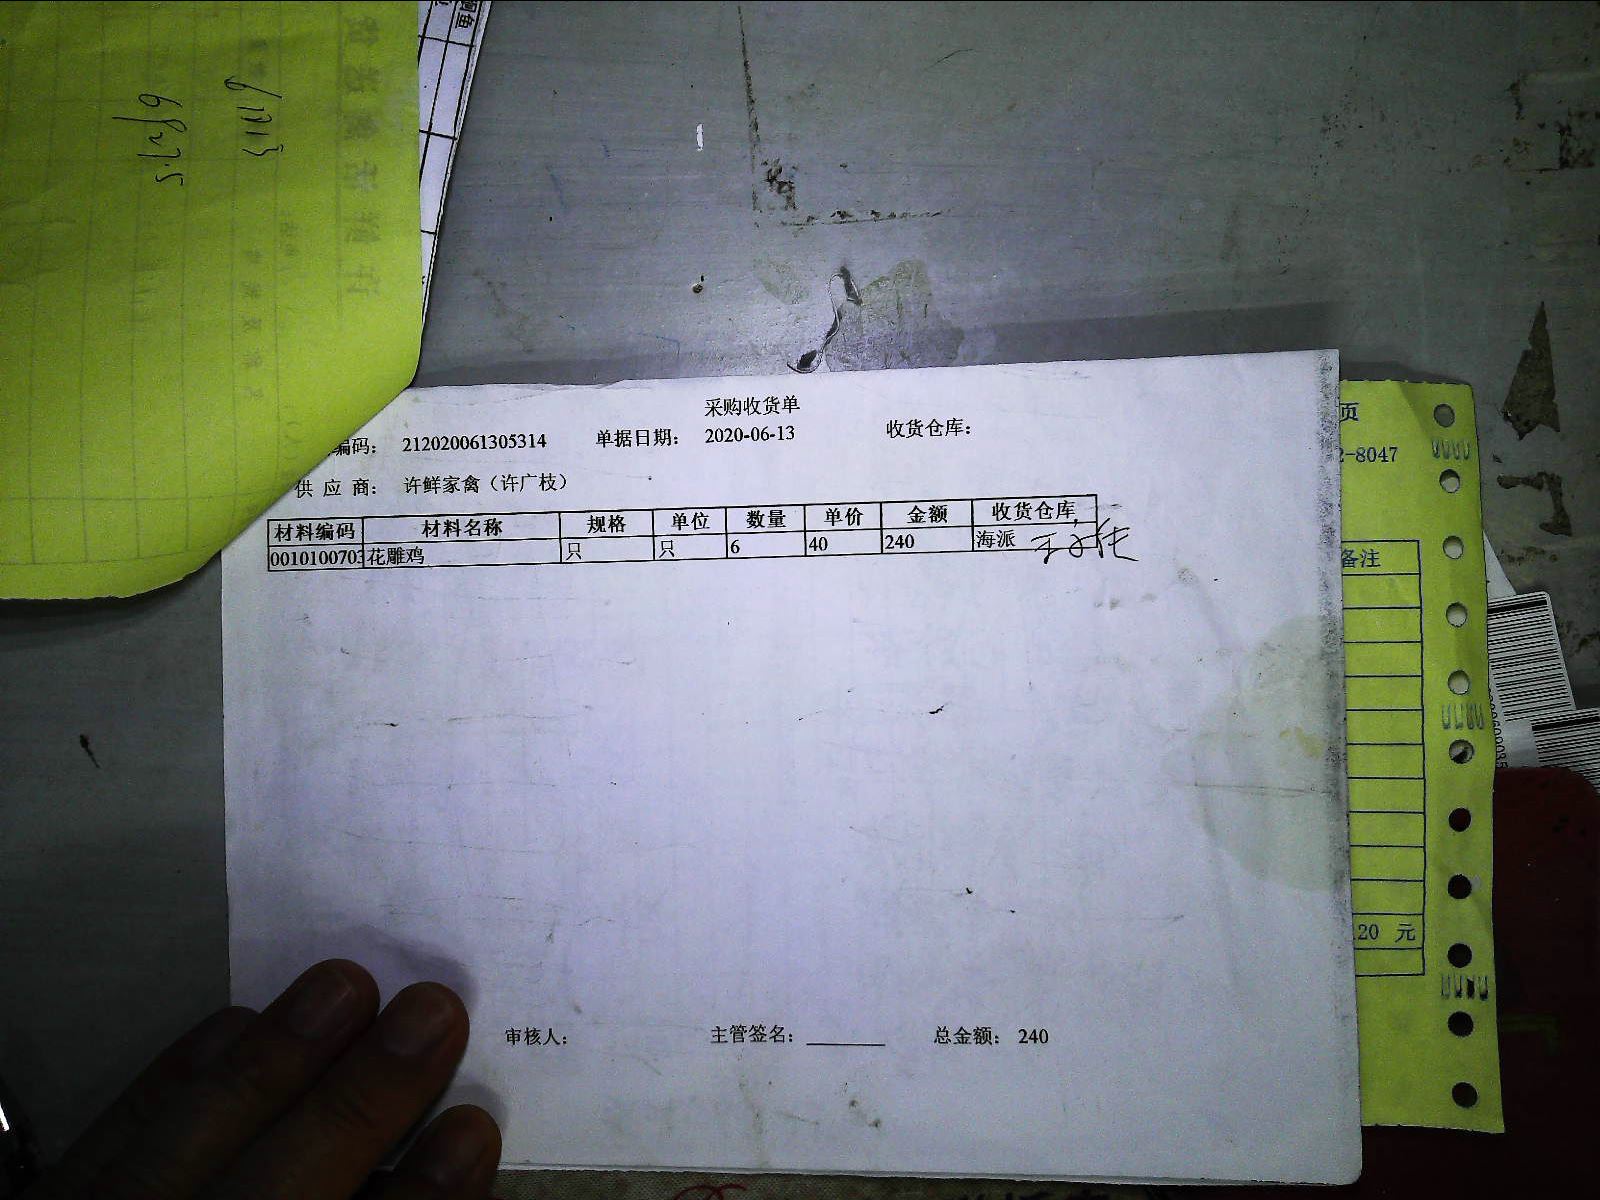 采购收货单
编码： 212020061305314 单据日期： 2020-06-13 收货仓库：
供 应 商： 许鲜家禽（许广枝）
材料编码 材料名称 规格 单位 数量 单价 金额 收货仓库
0010100703 花雕鸡 只 只 6 40 240 海派
审核人： 主管签名： 总金额： 240
页
2-8047
备注
20 元